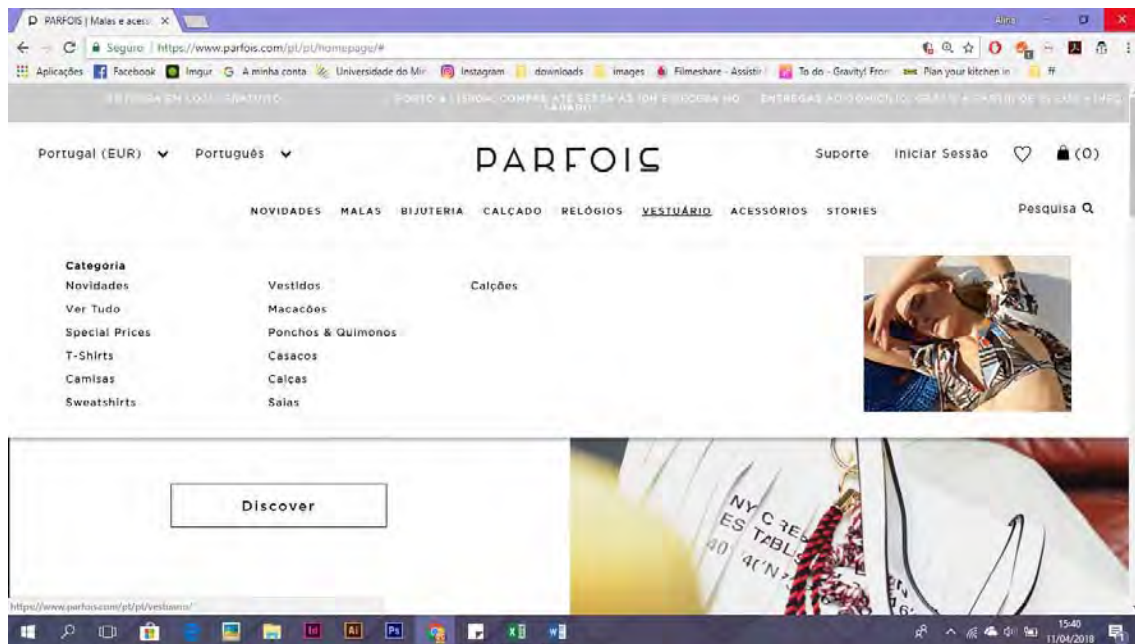 PARFOIS | Malas e acess
Alina
Seguro | https://www.parfois.com/pt/pt/homepage/#
Aplicações Facebook Imgur A minha conta Universidade do Min Instagram downloads images Filmeshare - Assistir To do - Gravity! From Plan your kitchen in ff
Portugal (EUR) Português PARFOIS Suporte Iniciar Sessão (0)
NOVIDADES MALAS BIJUTERIA CALÇADO RELÓGIOS VESTUÁRIO ACESSÓRIOS STORIES Pesquisa
Categoria
Novidades Vestidos Calções
Ver Tudo Macacões
Special Prices Ponchos & Quimonos
T-Shirts Casacos
Camisas Calças
Sweatshirts Saias
Discover
NY C
ES TABL
https://www.parfois.com/pt/pt/vestuario/
15:40
11/04/2018